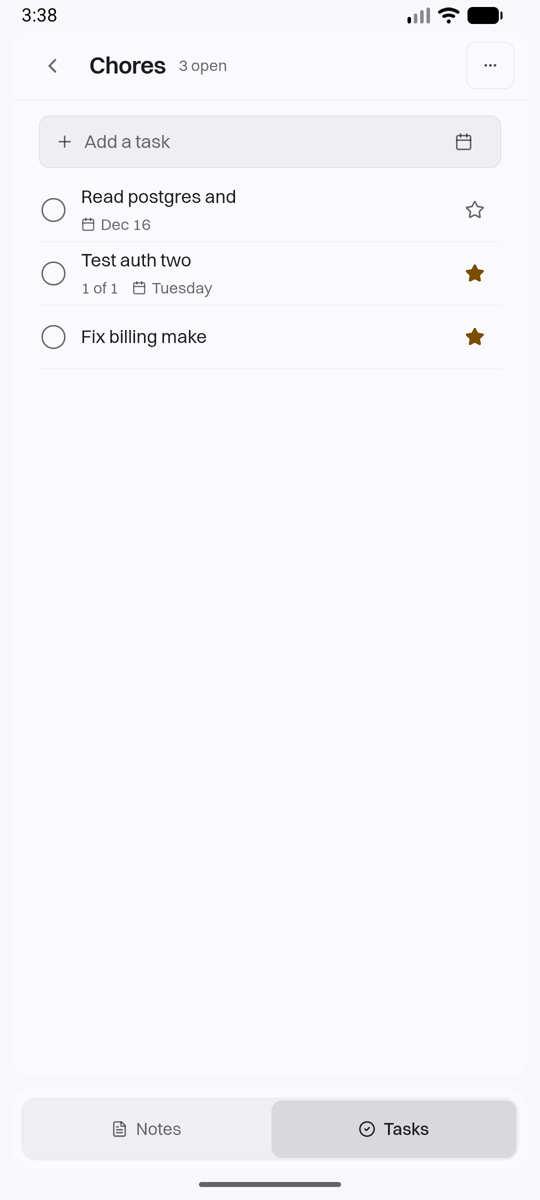 3:38
Chores 3 open
Add a task
Read postgres and
Dec 16
Test auth two
1 of 1 Tuesday
Fix billing make
Notes Tasks